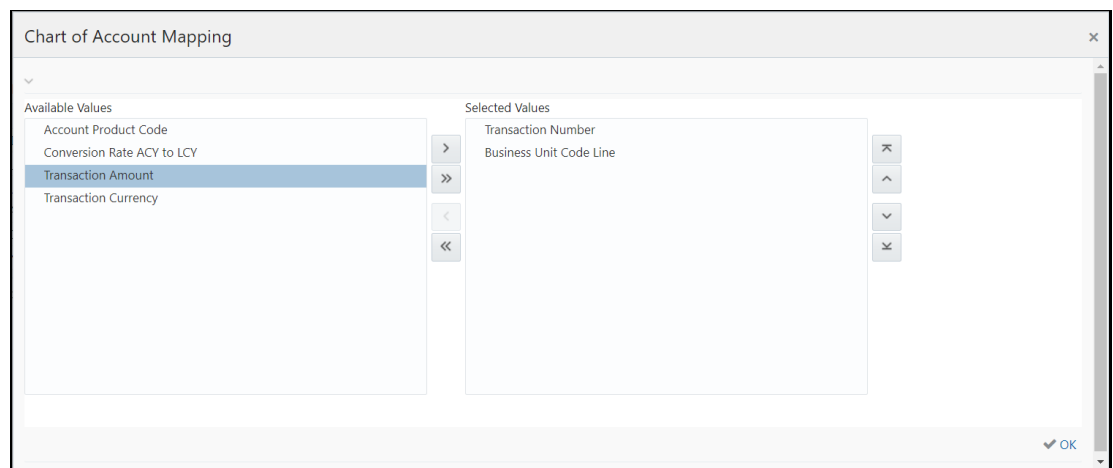 Chart of Account Mapping
Available Values
Selected Values
Account Product Code
Conversion Rate ACY to LCY
Transaction Amount
Transaction Currency
Transaction Number
Business Unit Code Line
OK